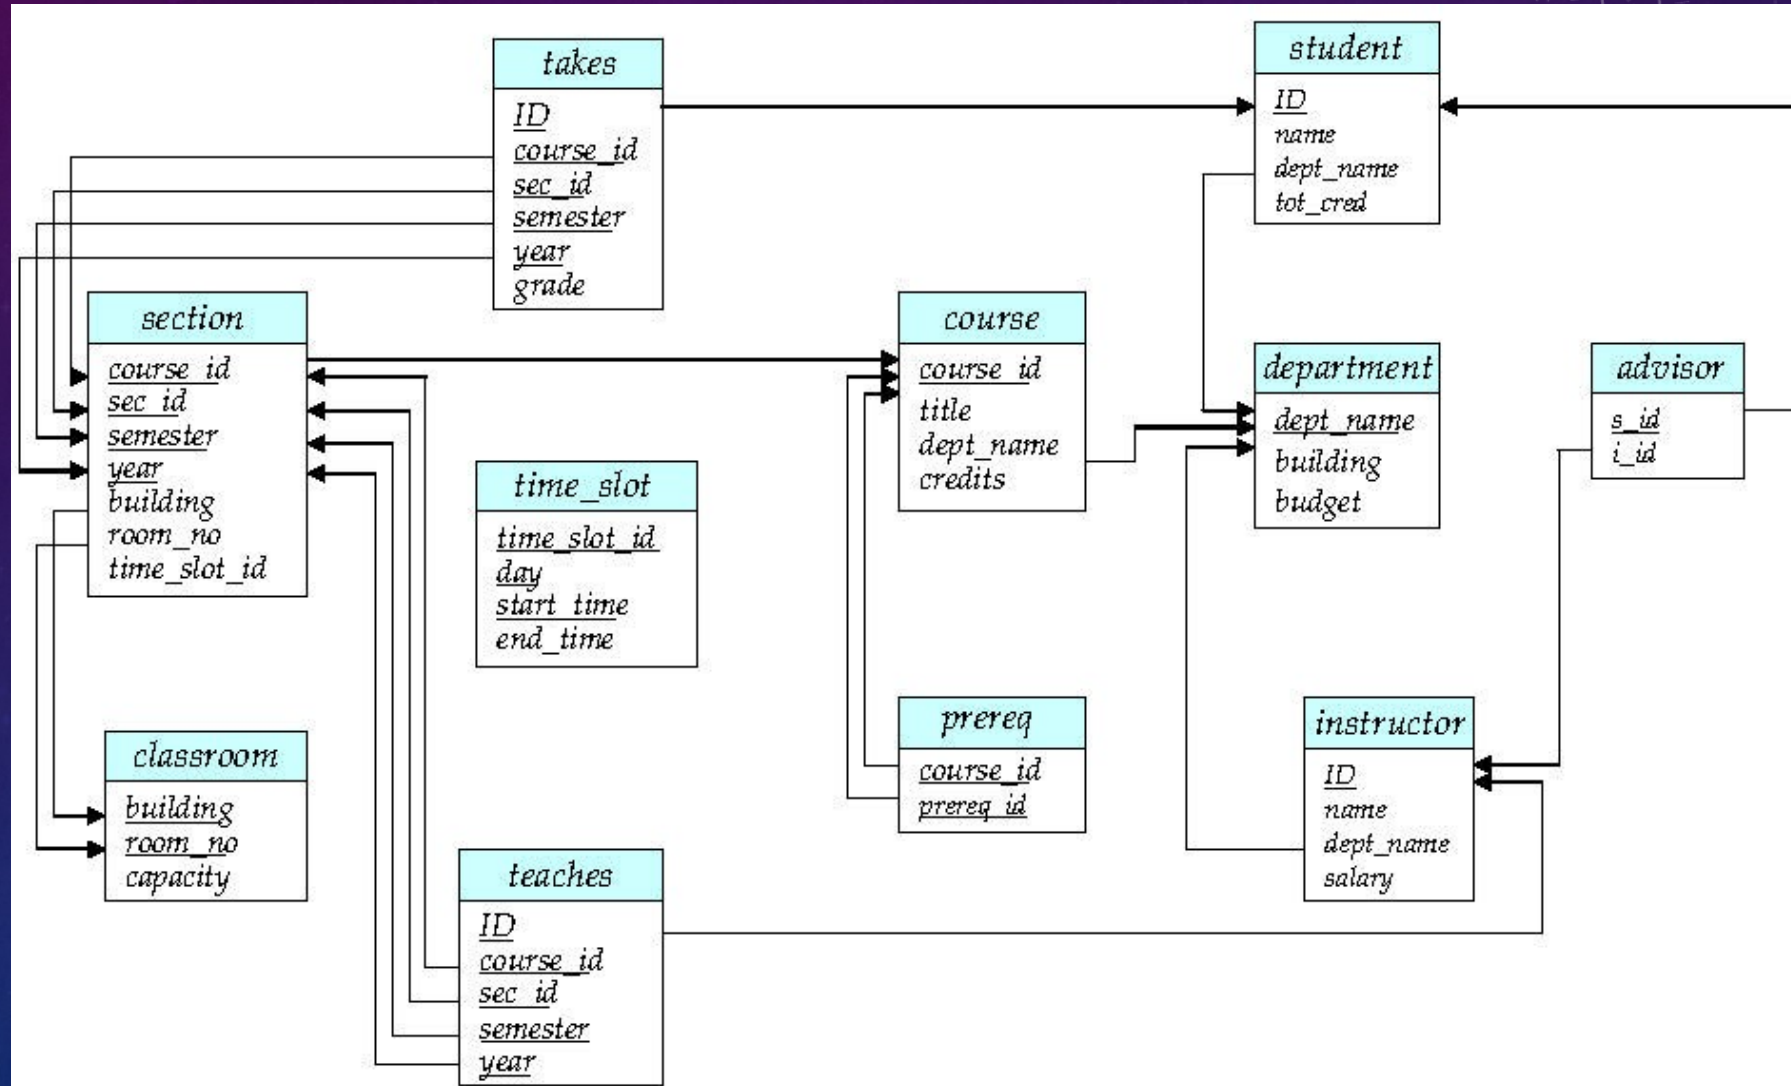 takes
ID
course_id
sec_id
semester
year
grade
student
ID
name
dept_name
tot_cred
section
course_id
sec_id
semester
year
building
room_no
time_slot_id
time_slot
time_slot_id
day
start_time
end_time
course
course_id
title
dept_name
credits
department
dept_name
building
budget
advisor
s_id
i_id
classroom
building
room_no
capacity
prereq
course_id
prereq_id
instructor
ID
name
dept_name
salary
teaches
ID
course_id
sec_id
semester
year